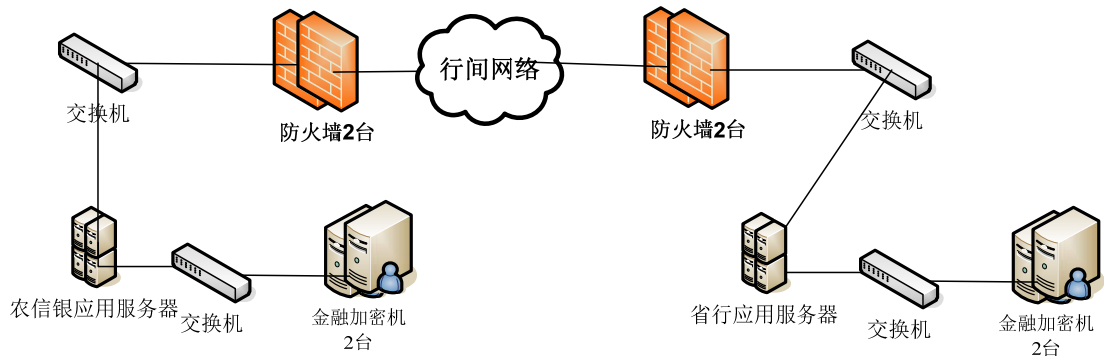 行间网络
交换机
防火墙2台
防火墙2台
交换机
农信银应用服务器
交换机
金融加密机
2台
省行应用服务器
交换机
金融加密机
2台